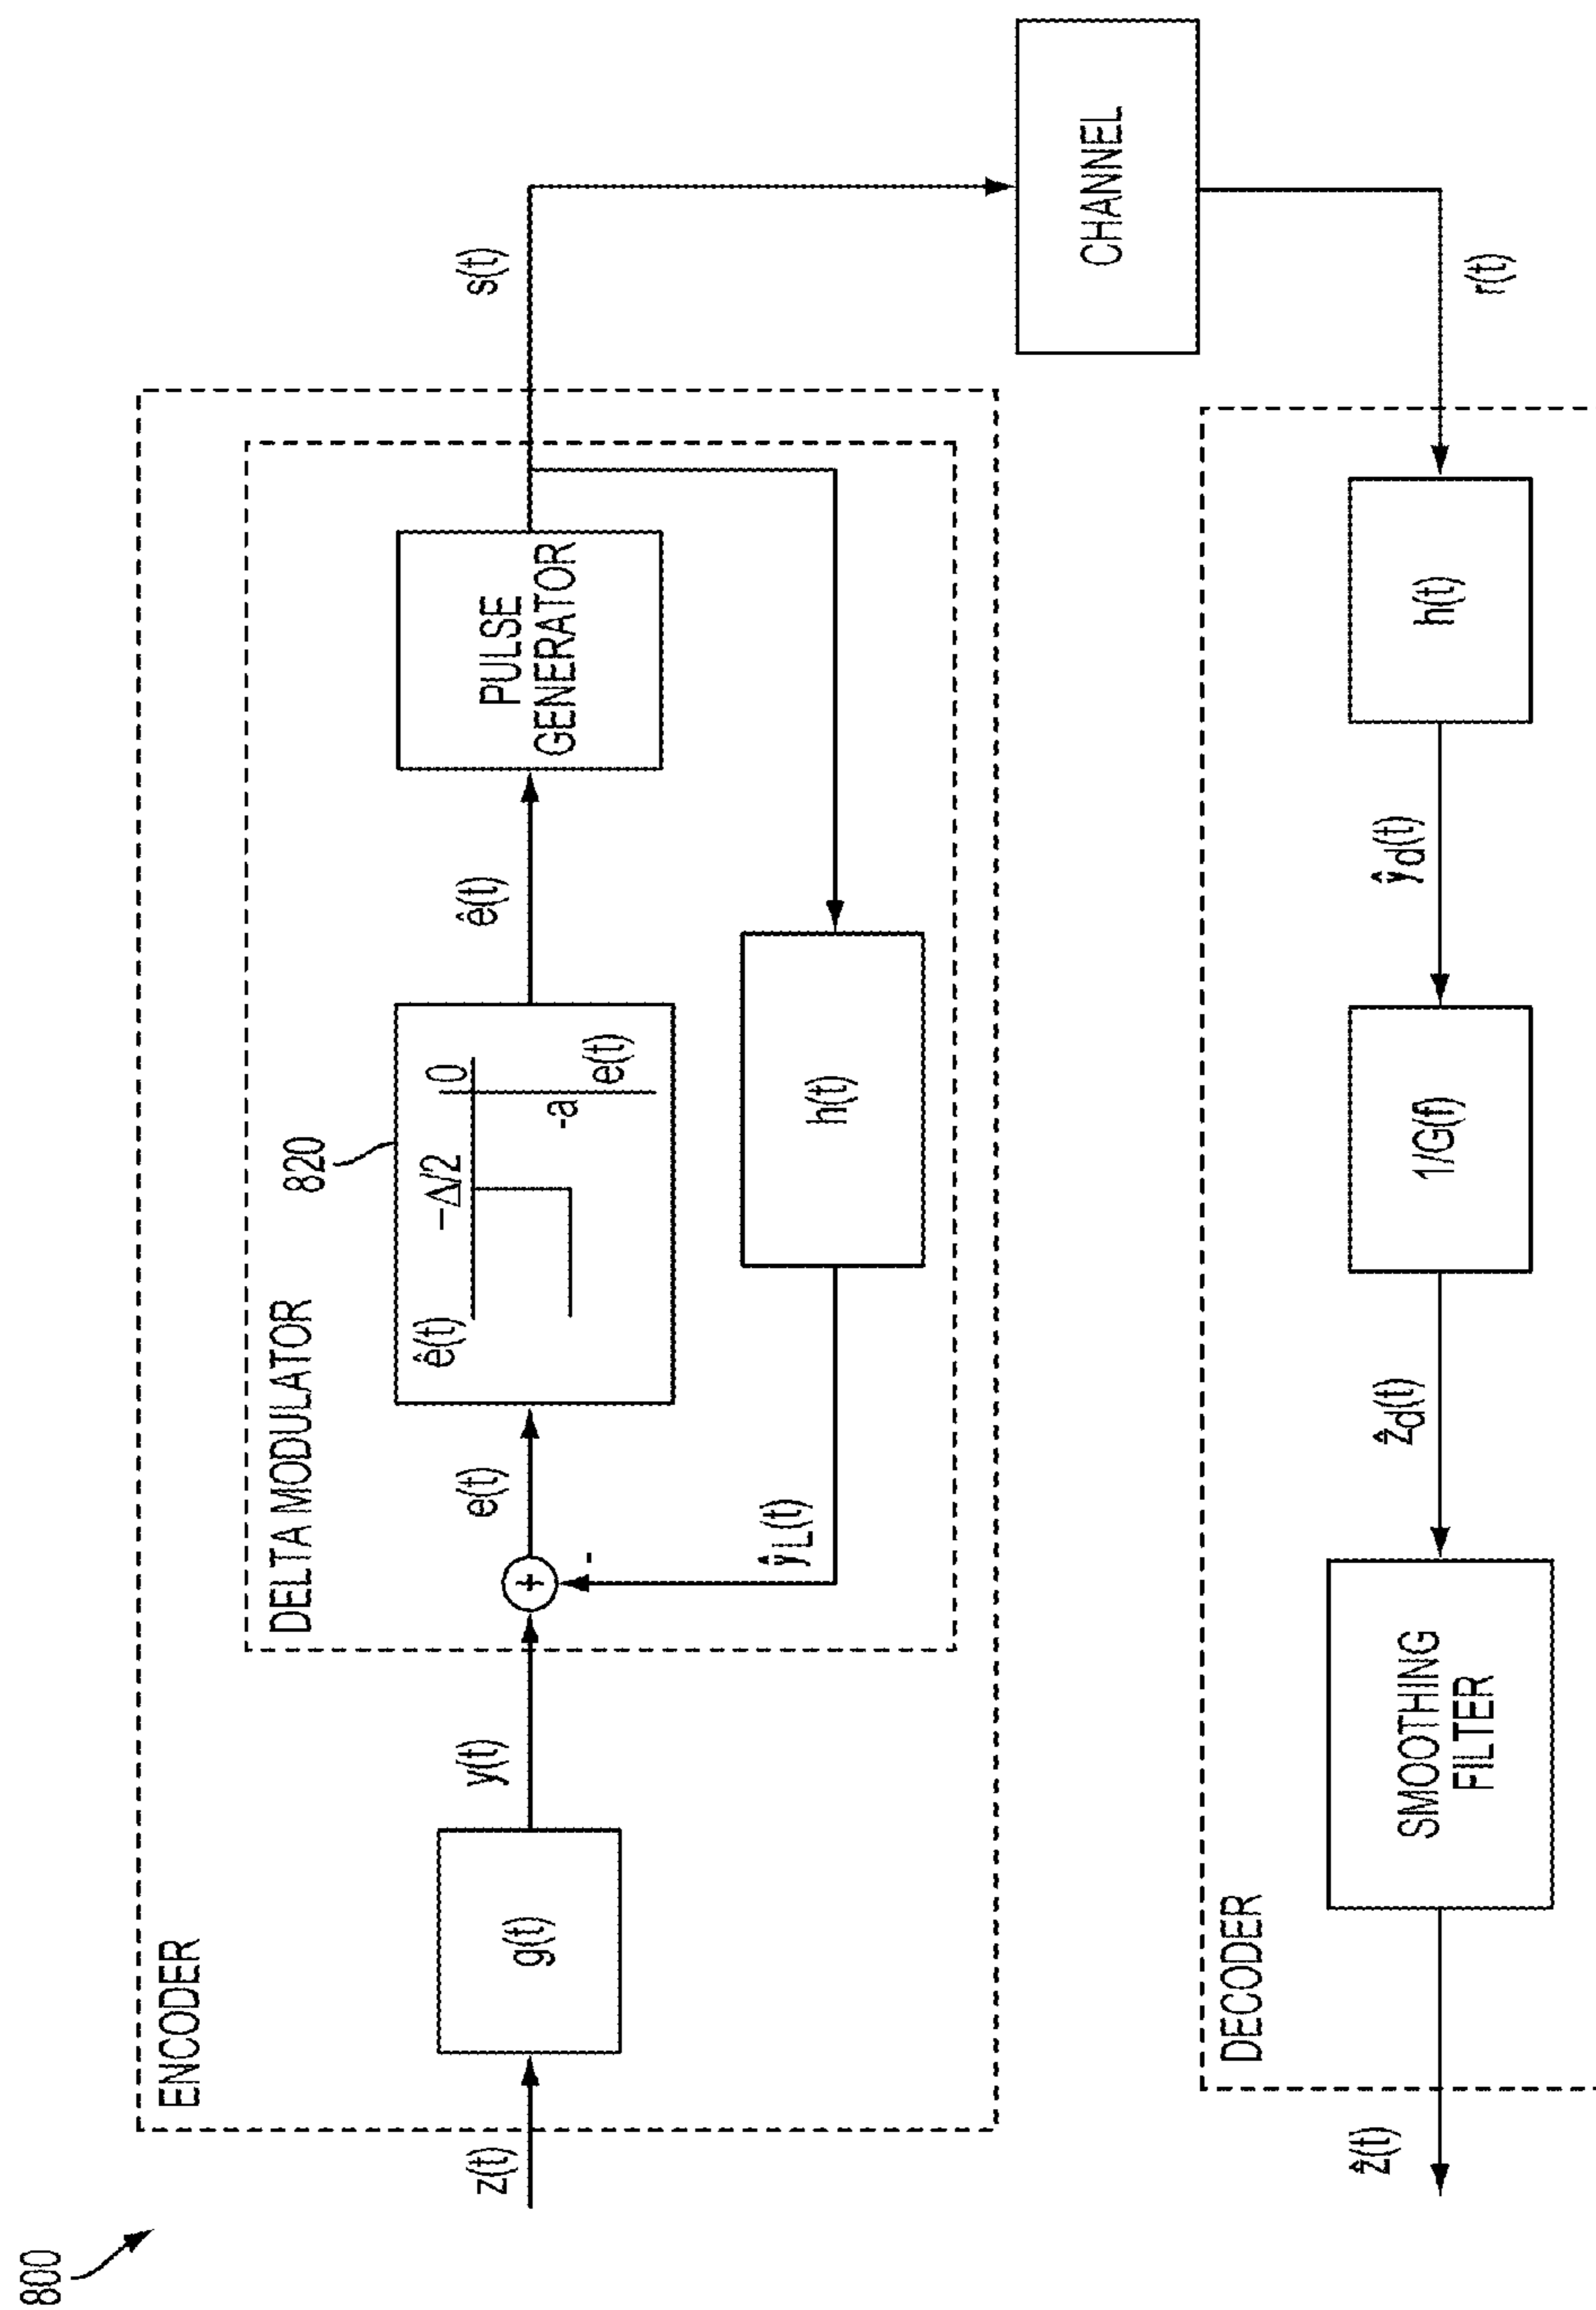 800
ENCODER
z(t)
g(t)
y(t)
DELTA MODULATOR
e(t)
820
ê(t)
−Δ/2
0
-a
e(t)
ê(t)
PULSE
GENERATOR
s(t)
+
-
ŷL(t)
h(t)
CHANNEL
DECODER
ẑ(t)
SMOOTHING
FILTER
ẑd(t)
1/G(f)
ŷd(t)
h(t)
r(t)